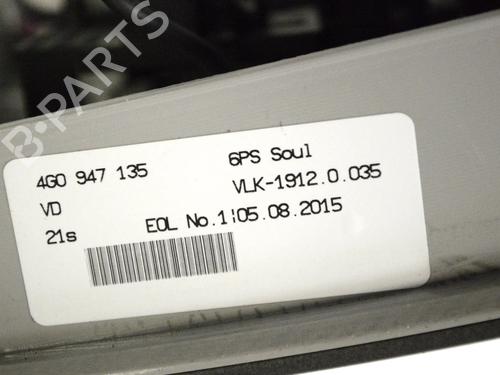 B-PARTS
4G0 947 135 6PS Soul
VD VLK-1912.0.035
21s EOL No.1:05.08.2015